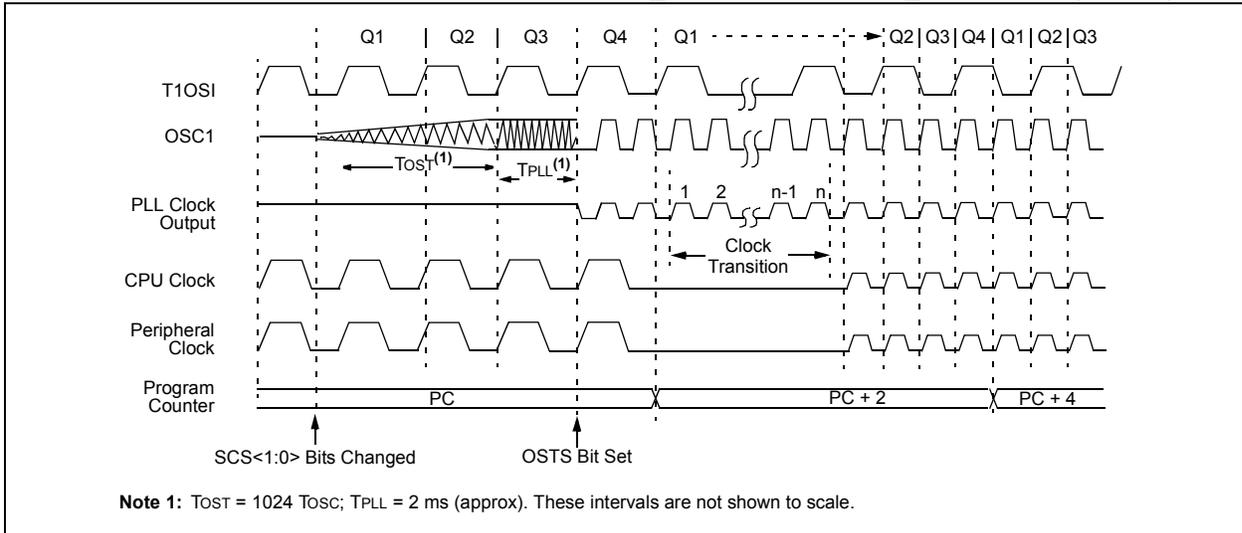 Q1 Q2 Q3 Q4 Q1 Q2 Q3 Q4 Q1 Q2 Q3
T1OSI
OSC1
TOST(1) TPLL(1)
1 2 n-1 n
PLL Clock
Output
Clock
Transition
CPU Clock
Peripheral
Clock
Program
Counter
PC PC + 2 PC + 4
SCS<1:0> Bits Changed OSTS Bit Set
Note 1: TOST = 1024 TOSC; TPLL = 2 ms (approx). These intervals are not shown to scale.